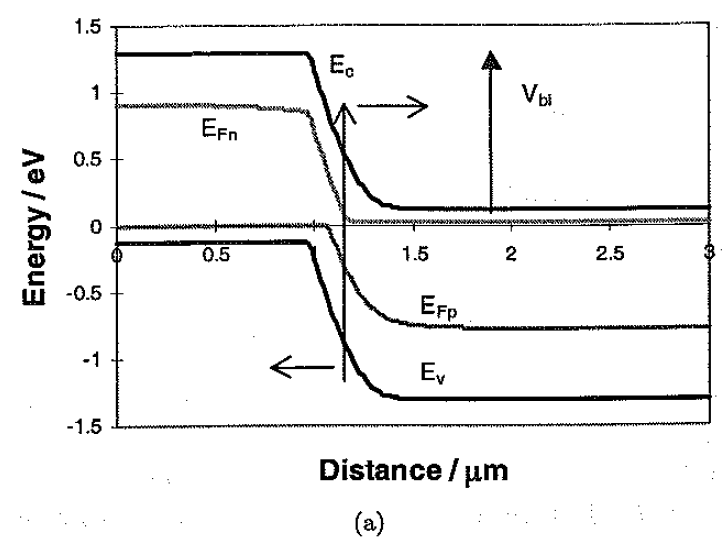 1.5
E_c
1
V_bi
E_Fn
0.5
Energy / eV
0
0 0.5 1.5 2 2.5 3
-0.5
E_Fp
-1
E_v
-1.5
Distance / μm
(a)